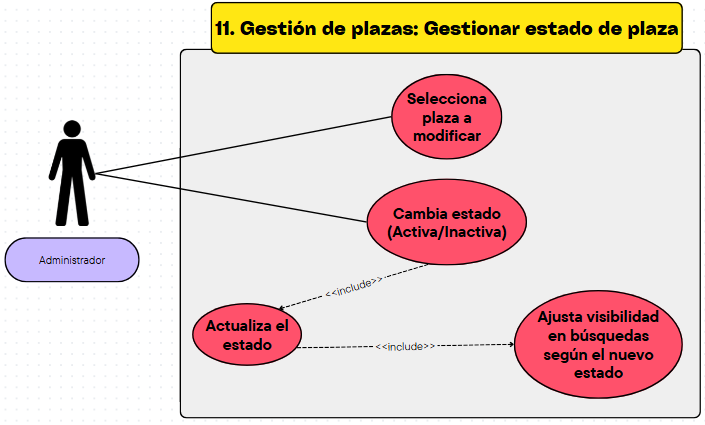 11. Gestión de plazas: Gestionar estado de plaza
Selecciona
plaza a
modificar
Cambia estado
(Activa/Inactiva)
Administrador
<<include>>
Actualiza el
estado
<<include>>
Ajusta visibilidad
en búsquedas
según el nuevo
estado